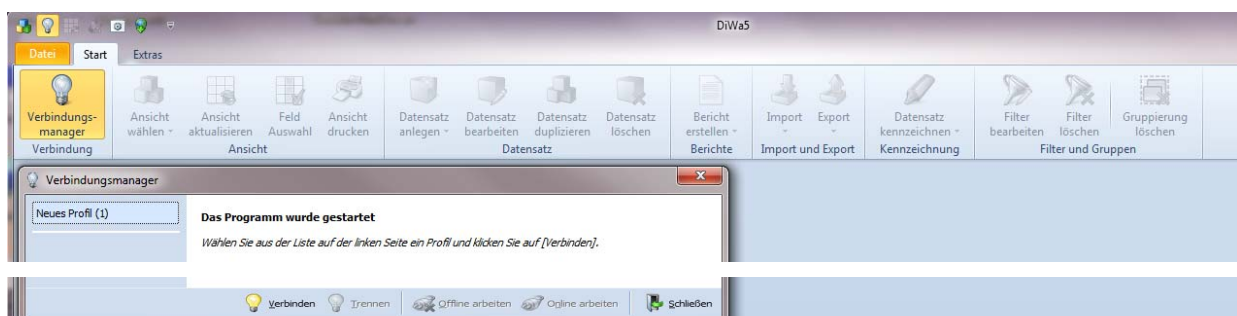 DiWa5
Datei Start Extras
Verbindungs- Ansicht Ansicht Feld Ansicht Datensatz Datensatz Datensatz Datensatz Bericht Import Export Datensatz Filter Filter Gruppierung
manager wählen aktualisieren Auswahl drucken anlegen bearbeiten duplizieren löschen erstellen kennzeichnen bearbeiten löschen löschen
Verbindung Ansicht Datensatz Berichte Import und Export Kennzeichnung Filter und Gruppen
Verbindungsmanager
Neues Profil (1) Das Programm wurde gestartet
Wählen Sie aus der Liste auf der linken Seite ein Profil und klicken Sie auf [Verbinden].
Verbinden Trennen Offline arbeiten Online arbeiten Schließen